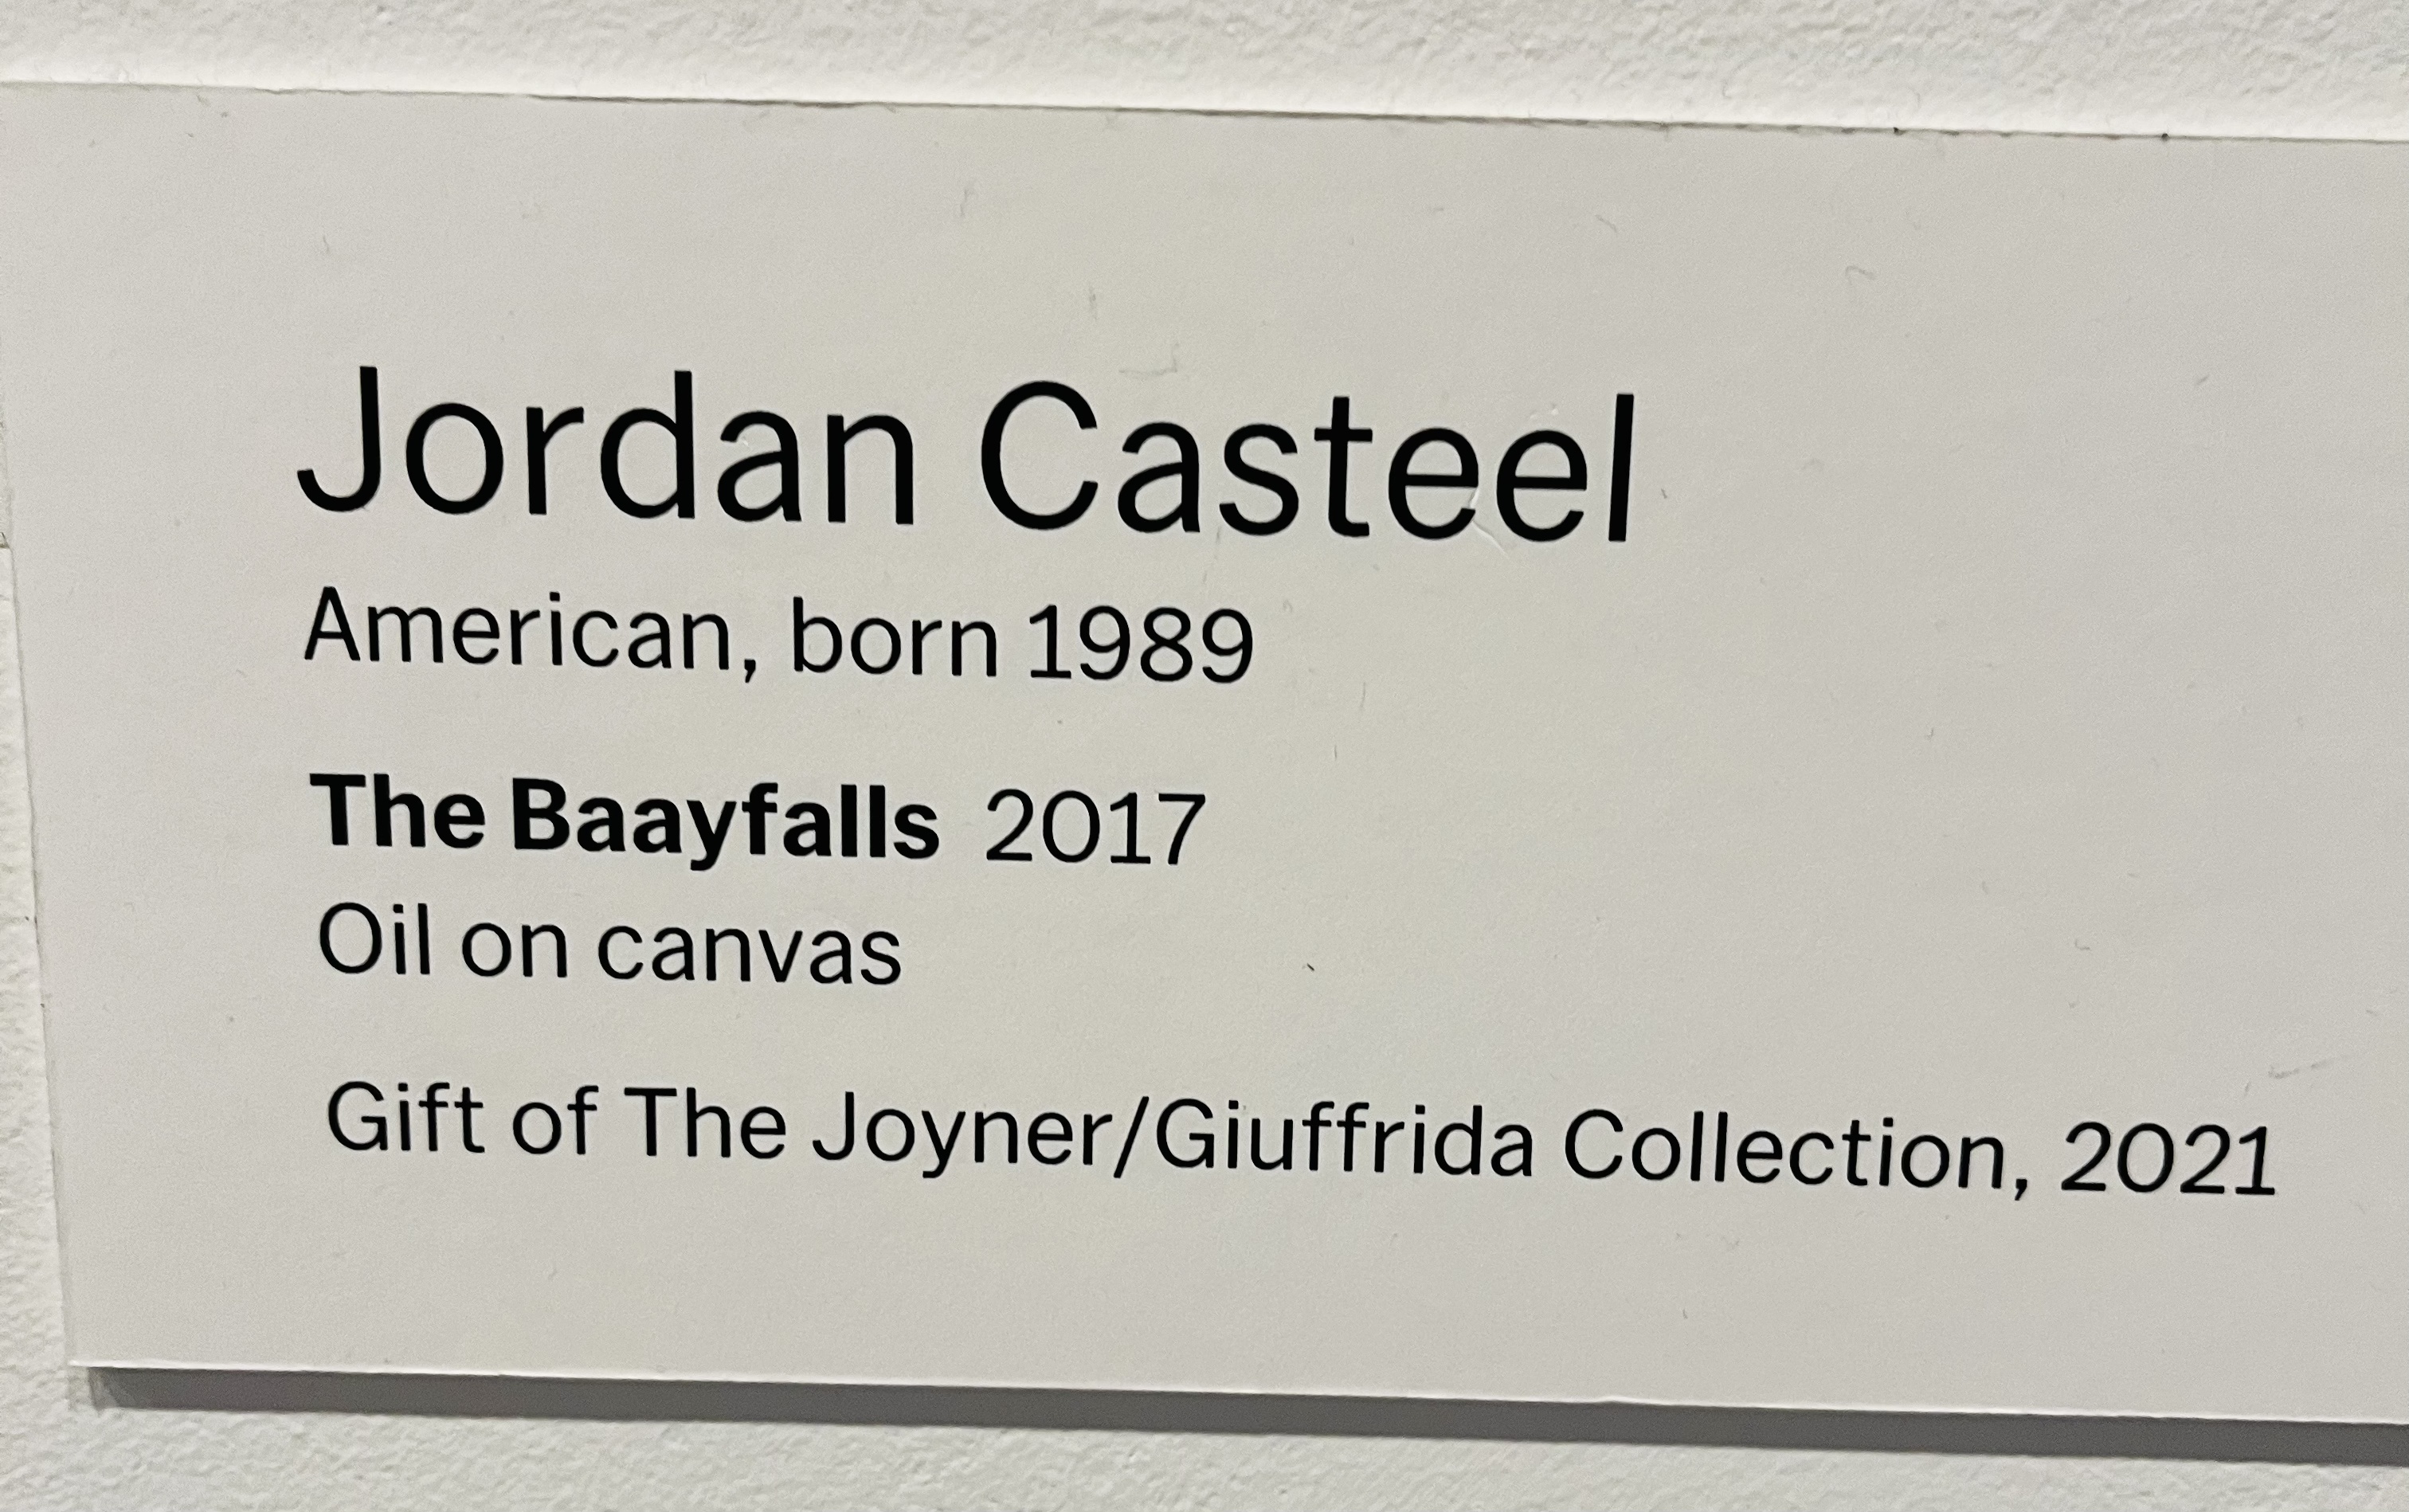 Jordan Casteel
American, born 1989
The Baayfalls 2017
Oil on canvas
Gift of The Joyner/Giuffrida Collection, 2021